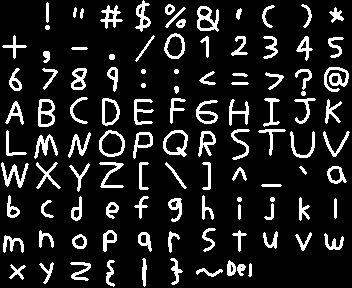 ! " # $ % & ' ( ) *
+ , - . / 0 1 2 3 4 5
6 7 8 9 : ; < = > ? @
A B C D E F G H I J K
L M N O P Q R S T U V
W X Y Z [ \ ] ^ _ ` a
b c d e f g h i j k l
m n o p q r s t u v w
x y z { | } ~ Del